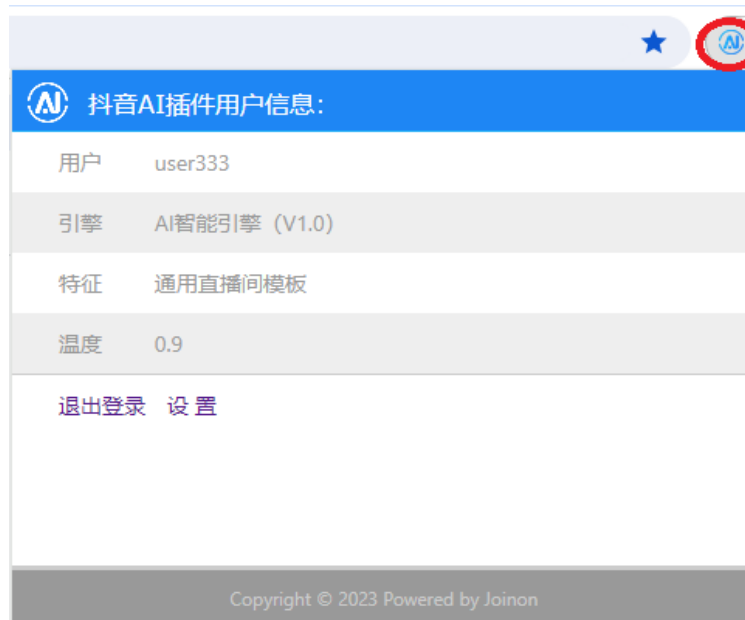 AI
AI 抖音AI插件用户信息:
用户 user333
引擎 AI智能引擎（V1.0）
特征 通用直播间模板
温度 0.9
退出登录 设 置
Copyright © 2023 Powered by Joinon